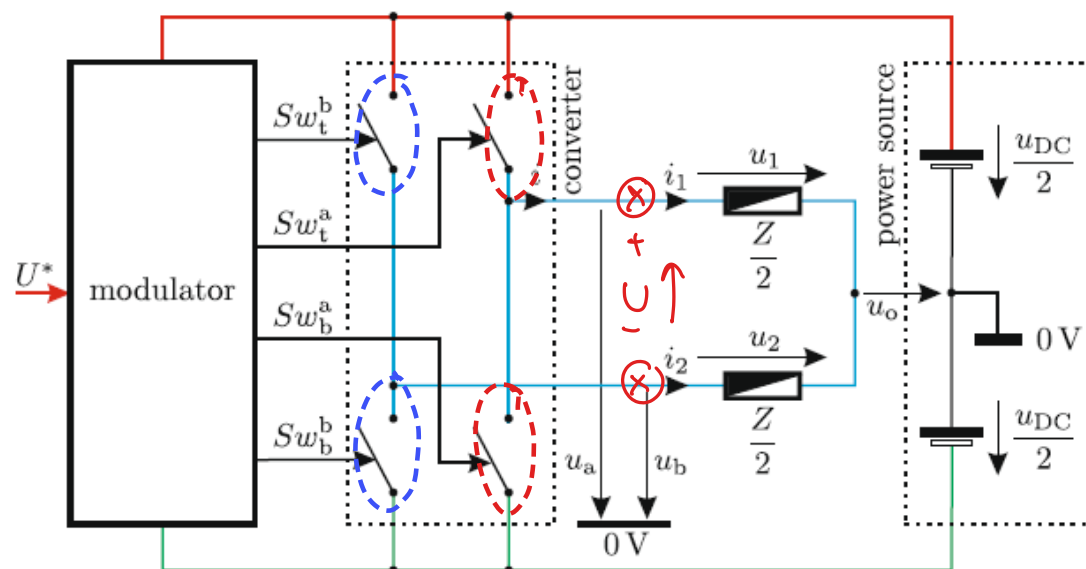 Sw_t^b
Sw_t^a
U*
modulator
Sw_b^a
Sw_b^b
converter
i
i_1
u_1
Z/2
+
U
-
i_2
u_2
Z/2
u_a
u_b
0 V
u_o
power source
u_DC/2
0 V
u_DC/2